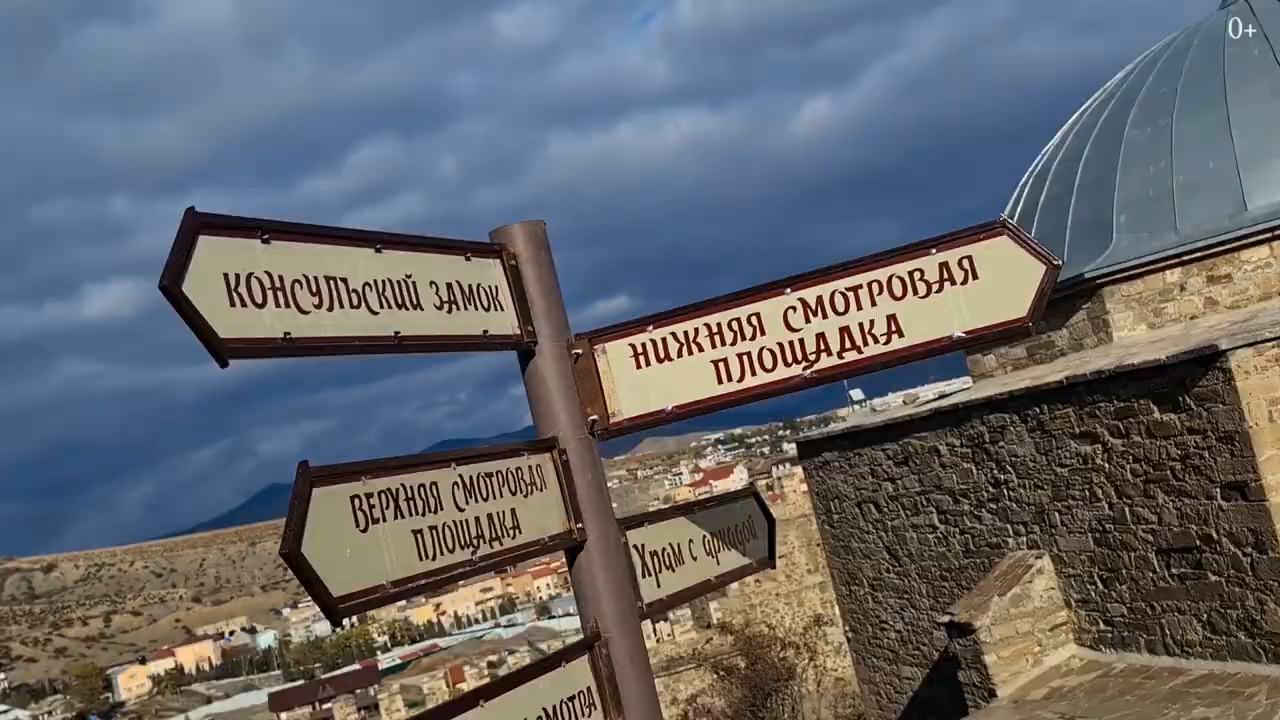 0+
КОНСУЛЬСКИЙ ЗАМОК
НИЖНЯЯ СМОТРОВАЯ
ПЛОЩАДКА
ВЕРХНЯЯ СМОТРОВАЯ
ПЛОЩАДКА
Храм с аркадой